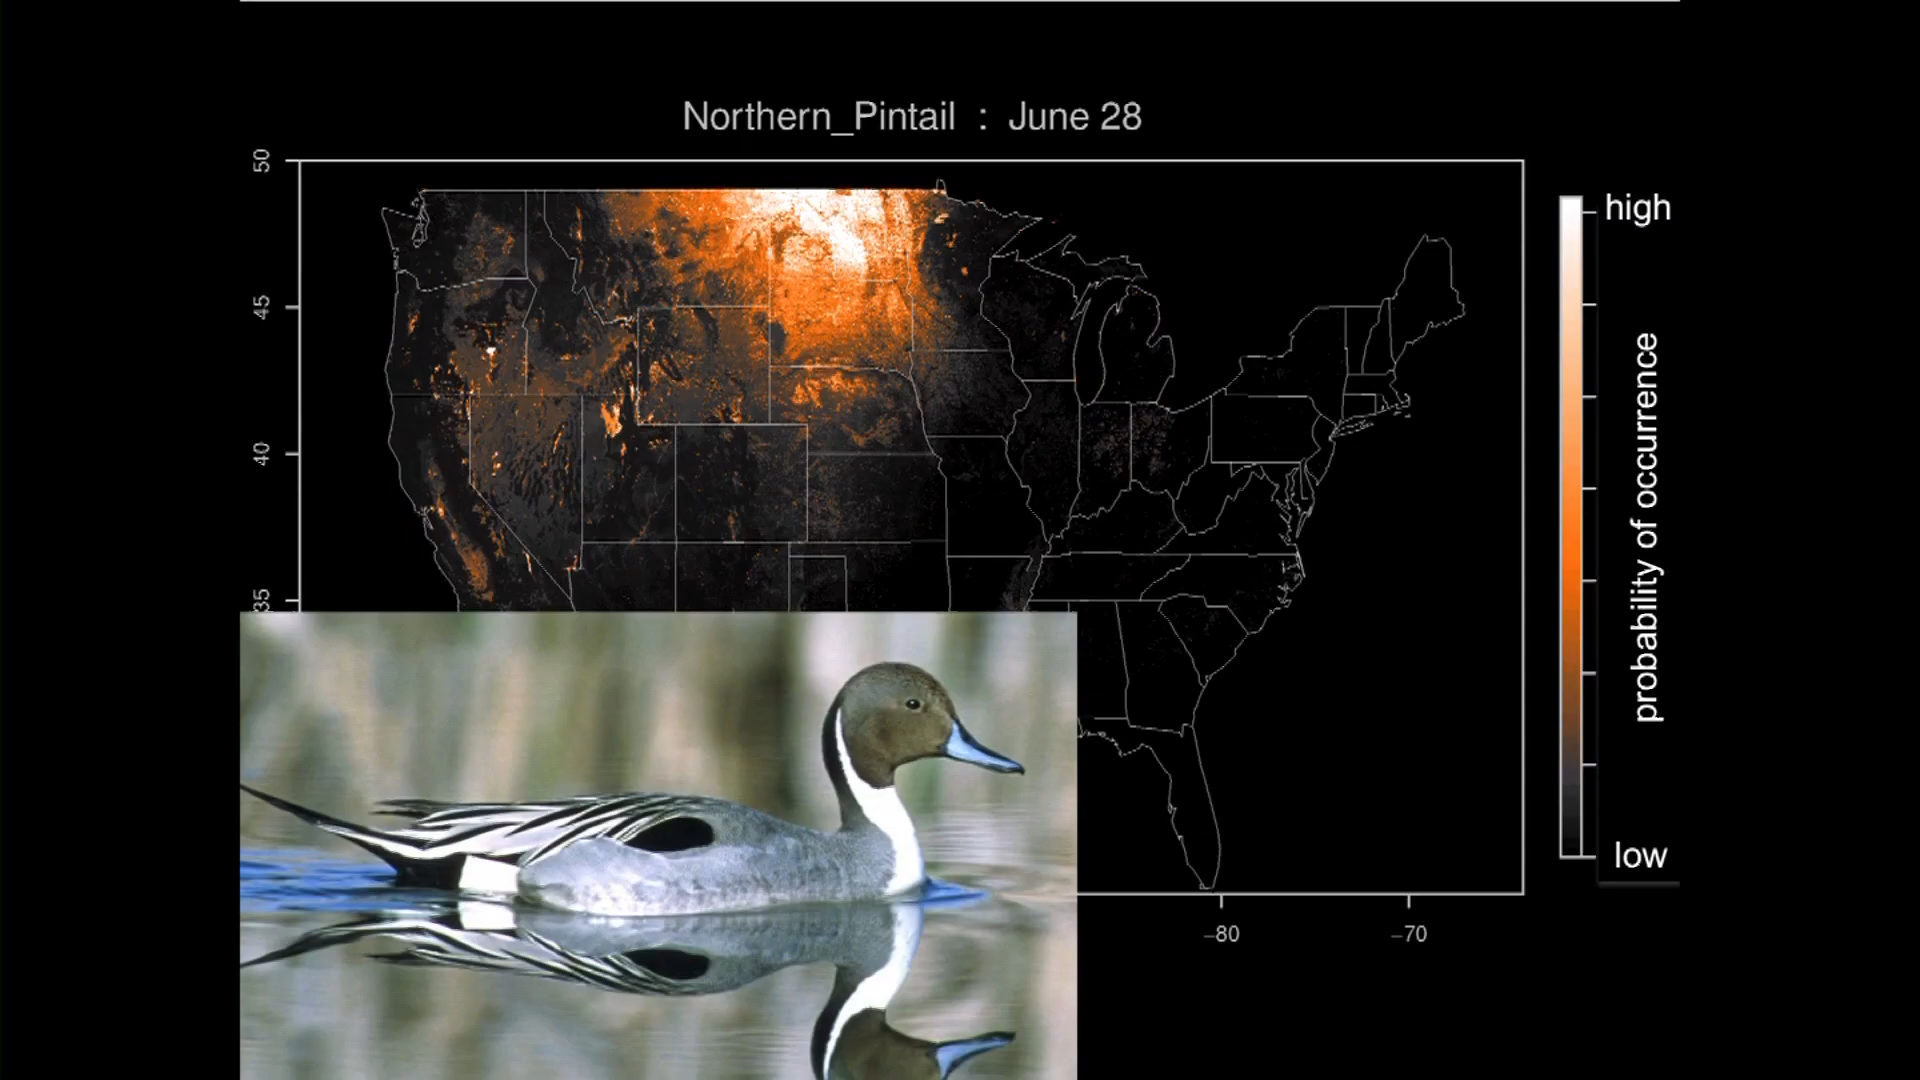 Northern_Pintail : June 28
50
45
40
35
−80
−70
high
probability of occurrence
low